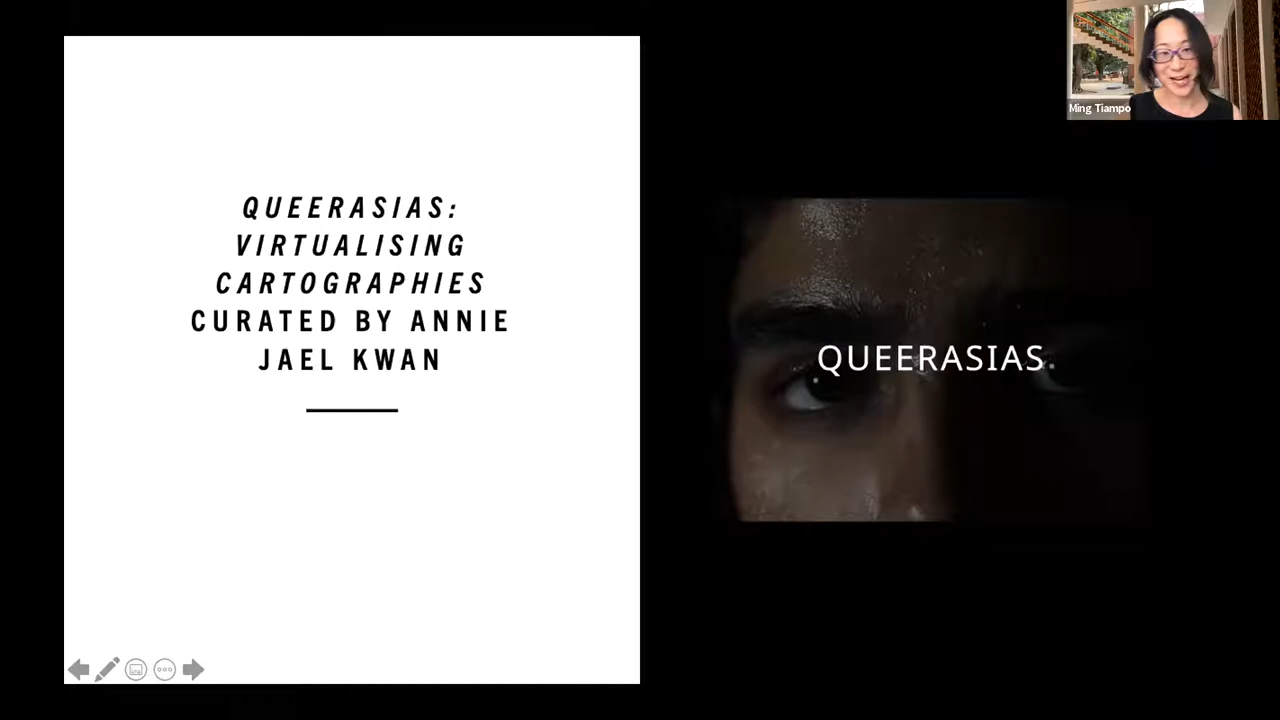 QUEERASIAS:
VIRTUALISING
CARTOGRAPHIES
CURATED BY ANNIE
JAEL KWAN
QUEERASIAS.
Ming Tiampo